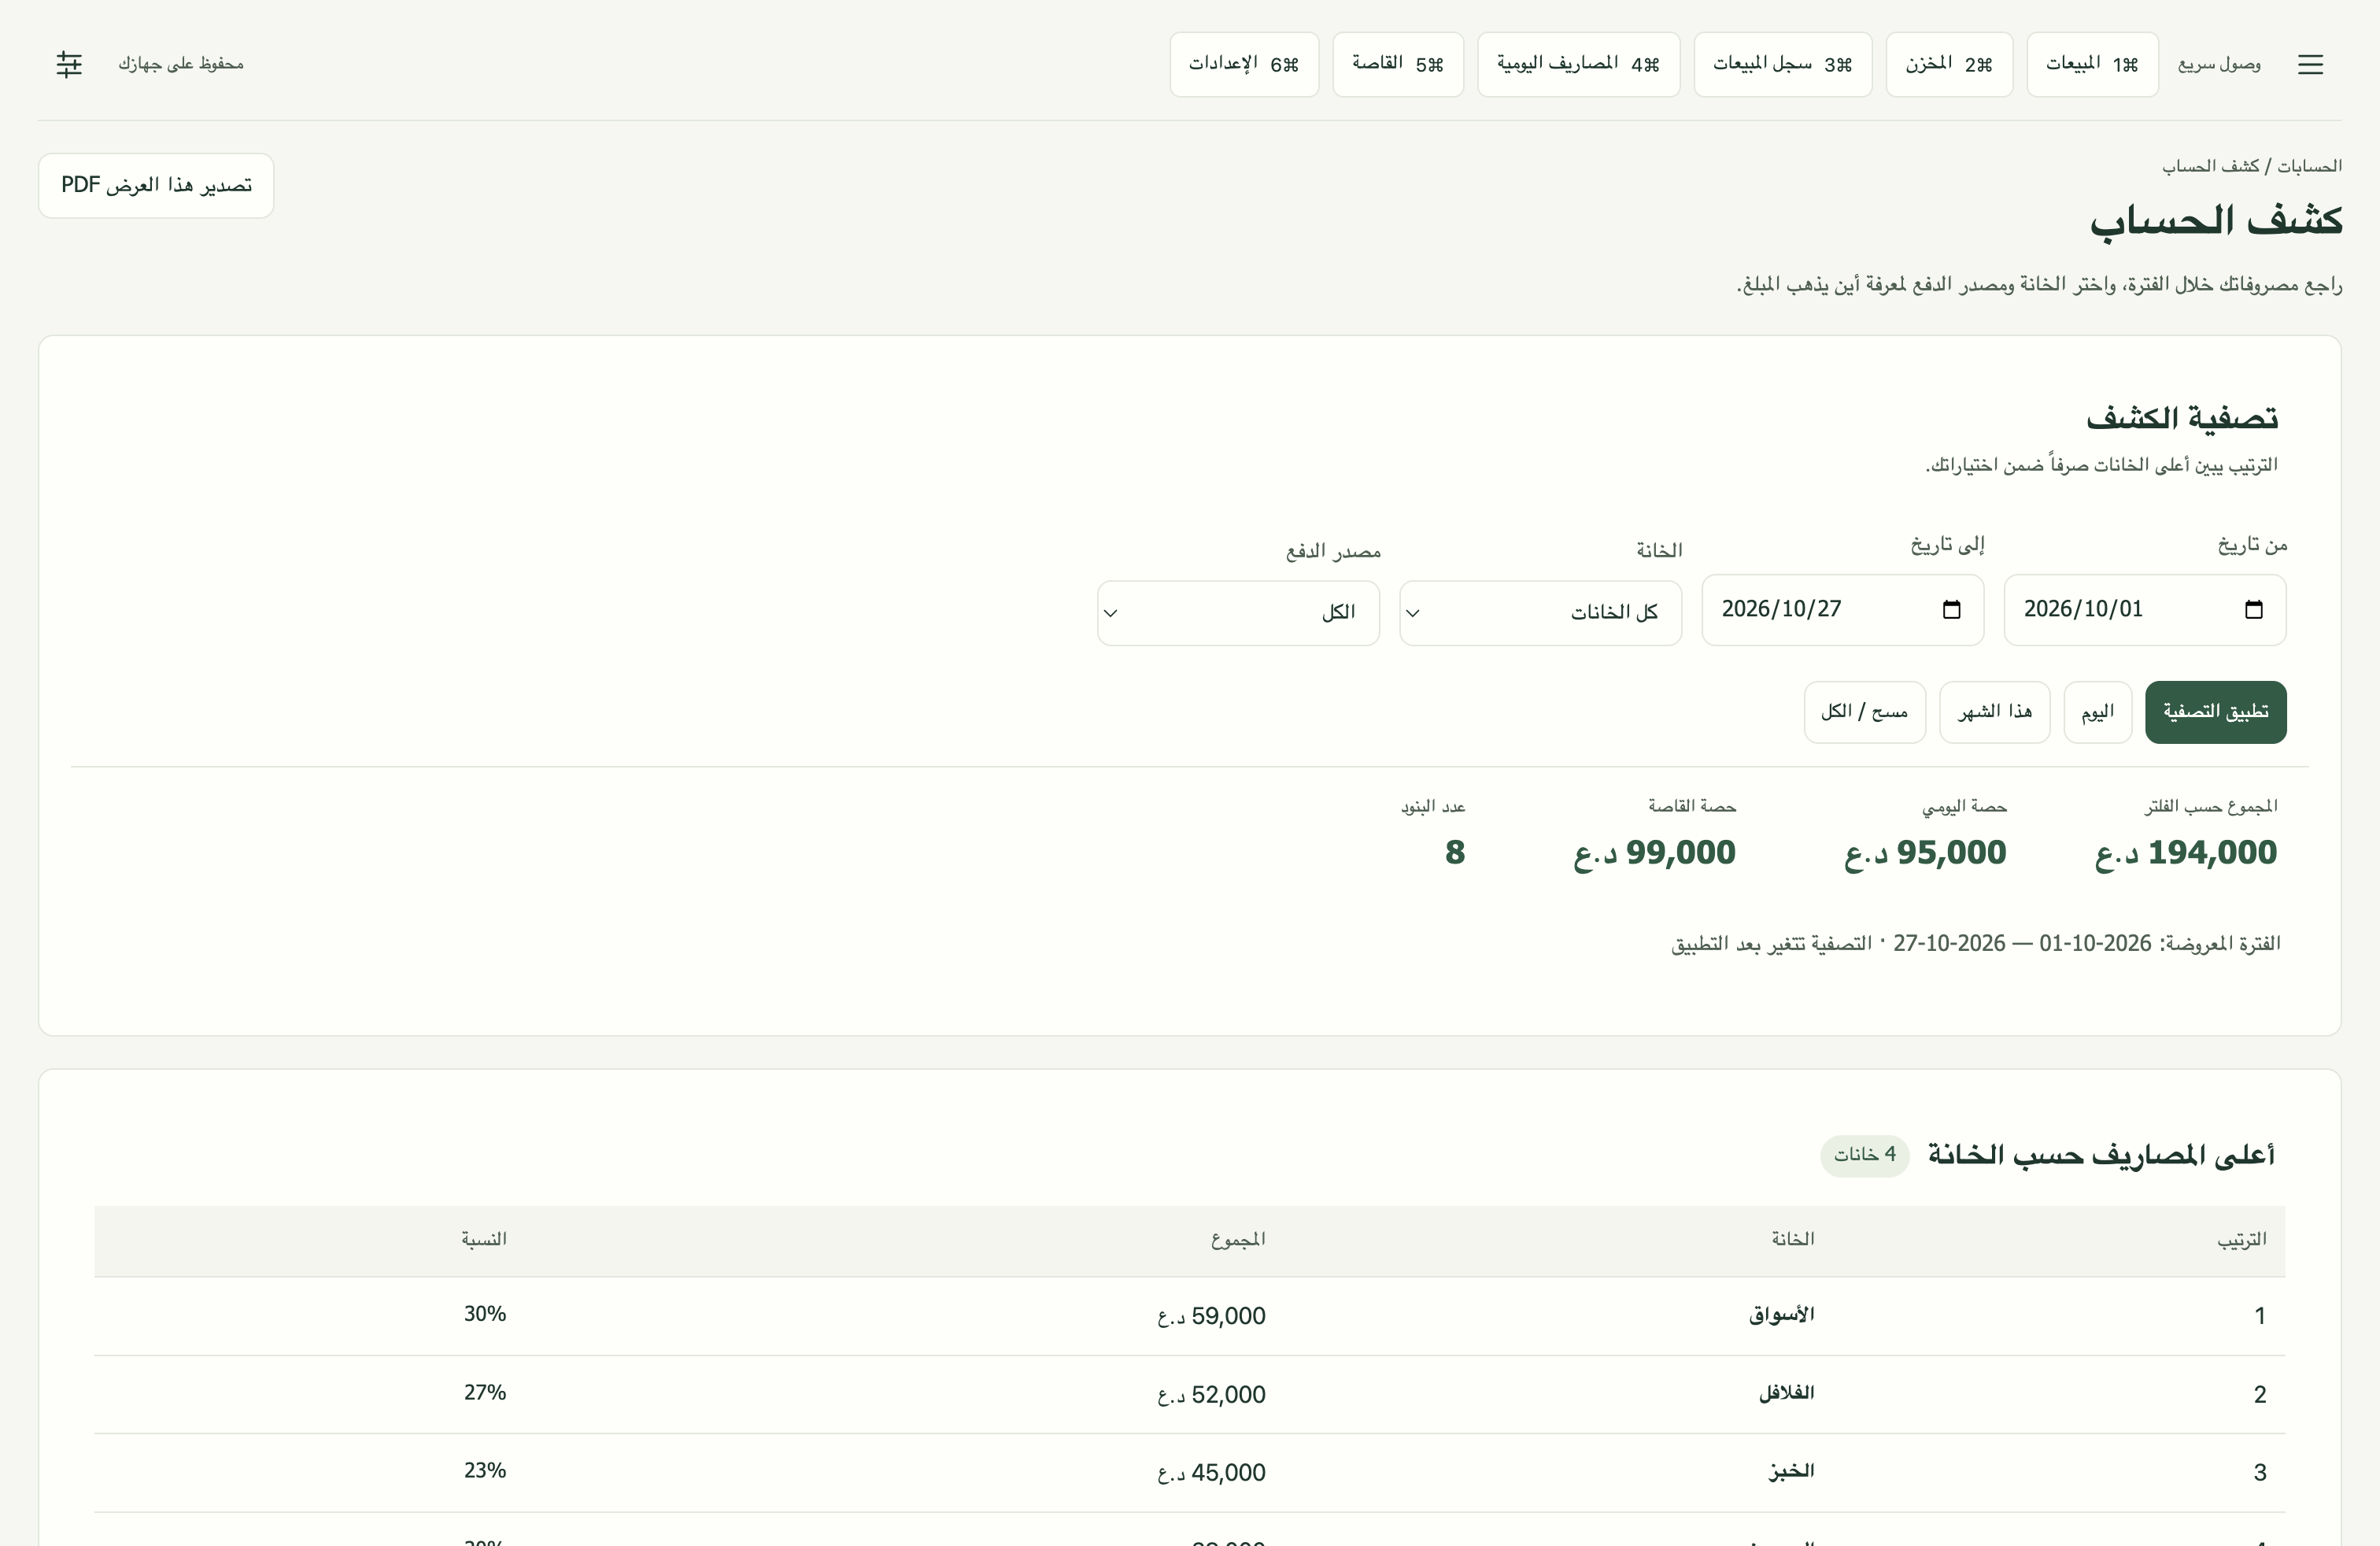 وصول سريع
⌘1 المبيعات
⌘2 المخزن
⌘3 سجل المبيعات
⌘4 المصاريف اليومية
⌘5 القاصة
⌘6 الإعدادات
محفوظ على جهازك
الحسابات / كشف الحساب
تصدير هذا العرض PDF
كشف الحساب
راجع مصروفاتك خلال الفترة، واختر الخانة ومصدر الدفع لمعرفة أين يذهب المبلغ.
تصفية الكشف
الترتيب يبين أعلى الخانات صرفاً ضمن اختياراتك.
من تاريخ
إلى تاريخ
الخانة
مصدر الدفع
2026/10/01
2026/10/27
كل الخانات
الكل
تطبيق التصفية
اليوم
هذا الشهر
مسح / الكل
المجموع حسب الفلتر
حصة اليومي
حصة القاصة
عدد البنود
194,000 د.ع
95,000 د.ع
99,000 د.ع
8
الفترة المعروضة: 2026-10-01 — 2026-10-27 · التصفية تتغير بعد التطبيق
أعلى المصاريف حسب الخانة
4 خانات
الترتيب
الخانة
المجموع
النسبة
1
الأسواق
59,000 د.ع
30%
2
الفلافل
52,000 د.ع
27%
3
الخبز
45,000 د.ع
23%